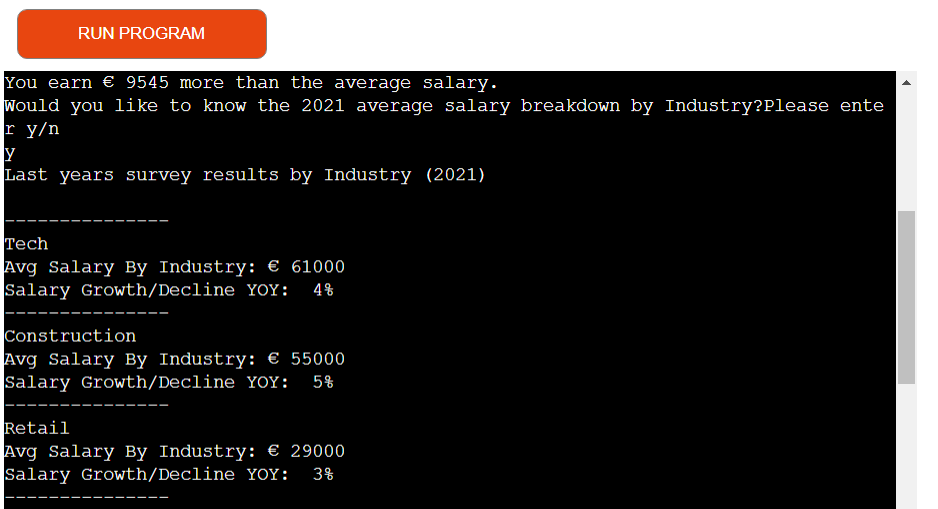 RUN PROGRAM
You earn € 9545 more than the average salary.
Would you like to know the 2021 average salary breakdown by Industry?Please ente
r y/n
y
Last years survey results by Industry (2021)
---------------
Tech
Avg Salary By Industry: € 61000
Salary Growth/Decline YOY:  4%
---------------
Construction
Avg Salary By Industry: € 55000
Salary Growth/Decline YOY:  5%
---------------
Retail
Avg Salary By Industry: € 29000
Salary Growth/Decline YOY:  3%
---------------